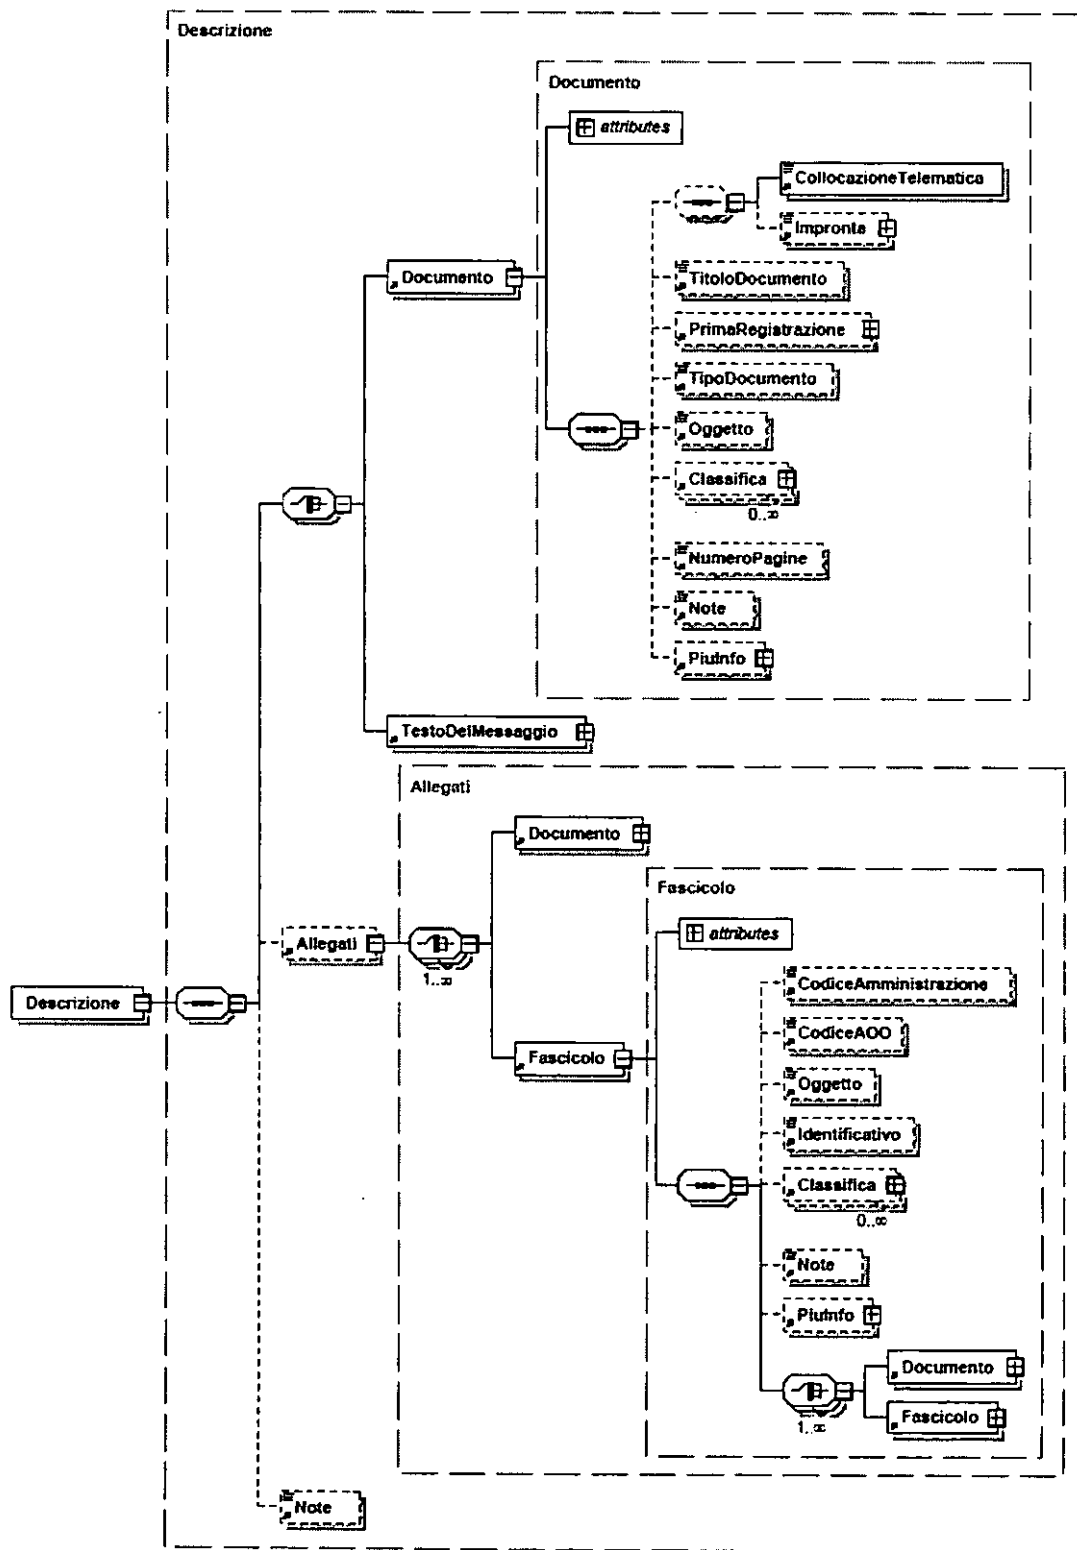 Descrizione
Documento
attributes
CollocazioneTelematica
Impronta
Documento
TitoloDocumento
PrimaRegistrazione
TipoDocumento
Oggetto
Classifica
0..∞
NumeroPagine
Note
PiuInfo
TestoDelMessaggio
Allegati
Documento
Fascicolo
attributes
Allegati
1..∞
CodiceAmministrazione
Descrizione
CodiceAOO
Fascicolo
Oggetto
Identificativo
Classifica
0..∞
Note
PiuInfo
Documento
1..∞
Fascicolo
Note